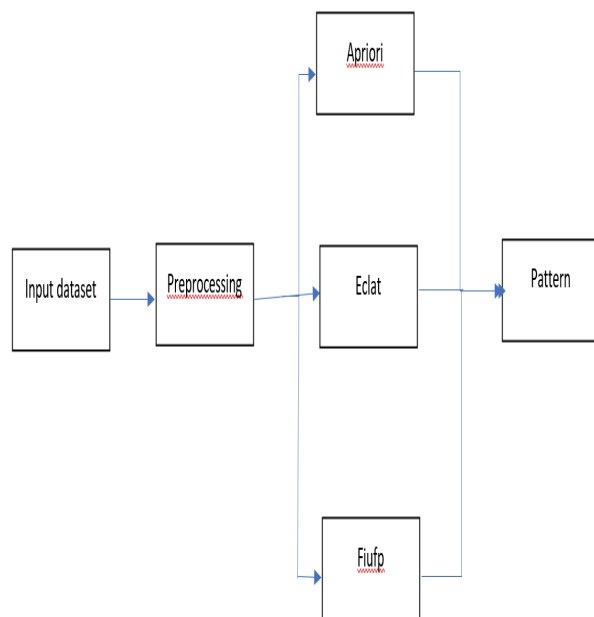 Apriori
Input dataset
Preprocessing
Eclat
Pattern
Fiufp